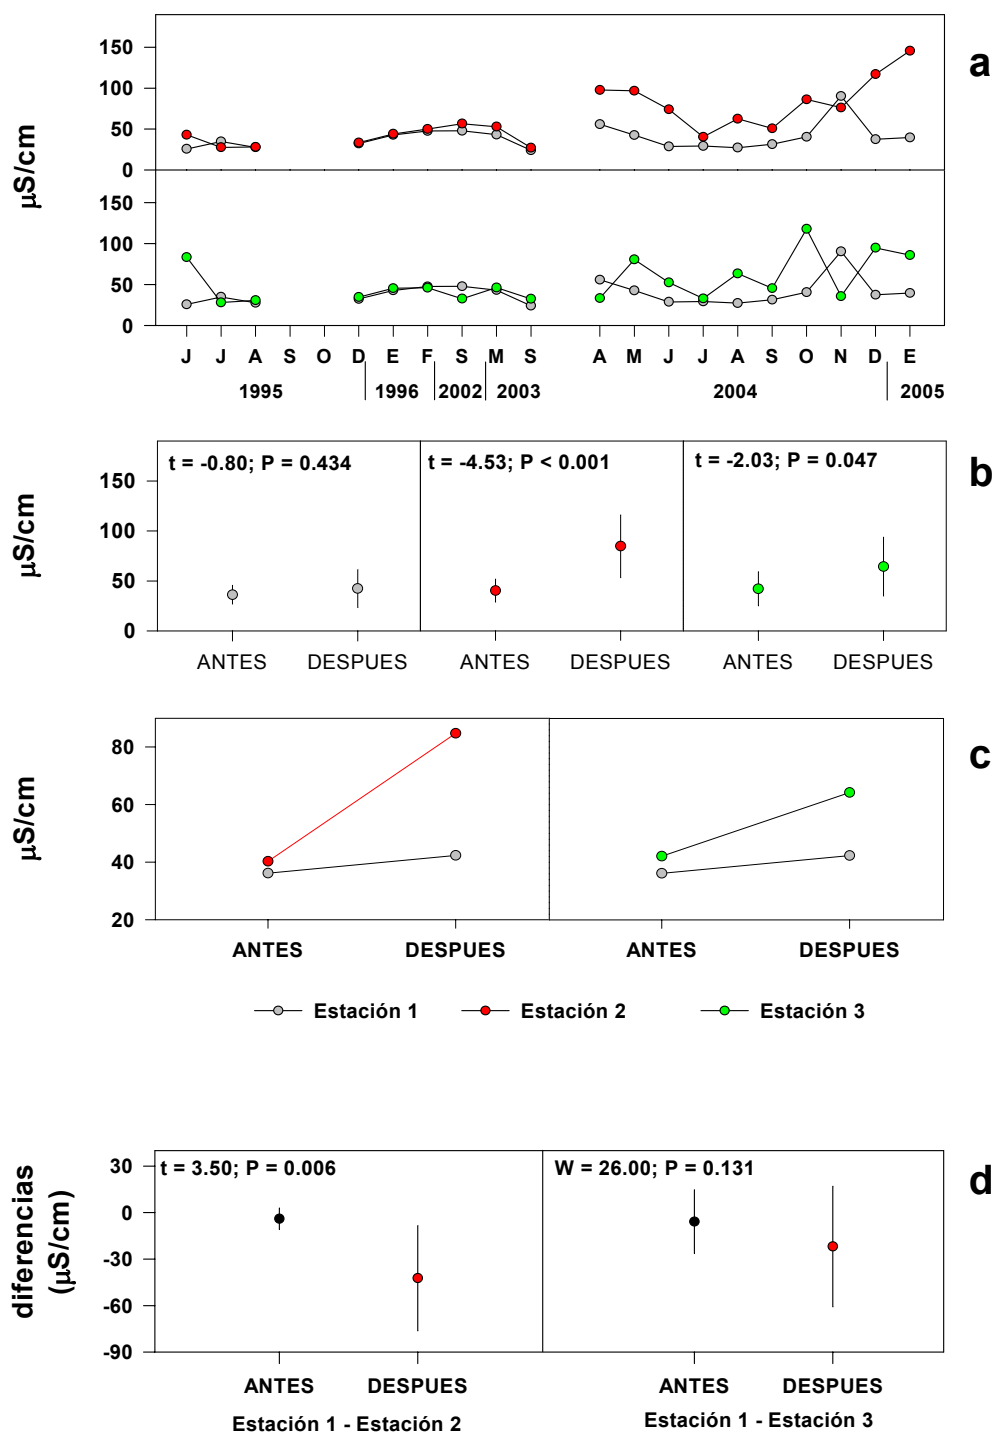 a
150
100
50
0
µS/cm
150
100
50
0
J J A S O D E F S M S A M J J A S O N D E
1995 1996 2002 2003 2004 2005
b
t = -0.80; P = 0.434 t = -4.53; P < 0.001 t = -2.03; P = 0.047
150
100
50
0
µS/cm
ANTES DESPUES ANTES DESPUES ANTES DESPUES
c
80
60
40
20
µS/cm
ANTES DESPUES ANTES DESPUES
Estación 1 Estación 2 Estación 3
d
t = 3.50; P = 0.006 W = 26.00; P = 0.131
30
0
-30
-60
-90
diferencias
(µS/cm)
ANTES DESPUES ANTES DESPUES
Estación 1 - Estación 2 Estación 1 - Estación 3